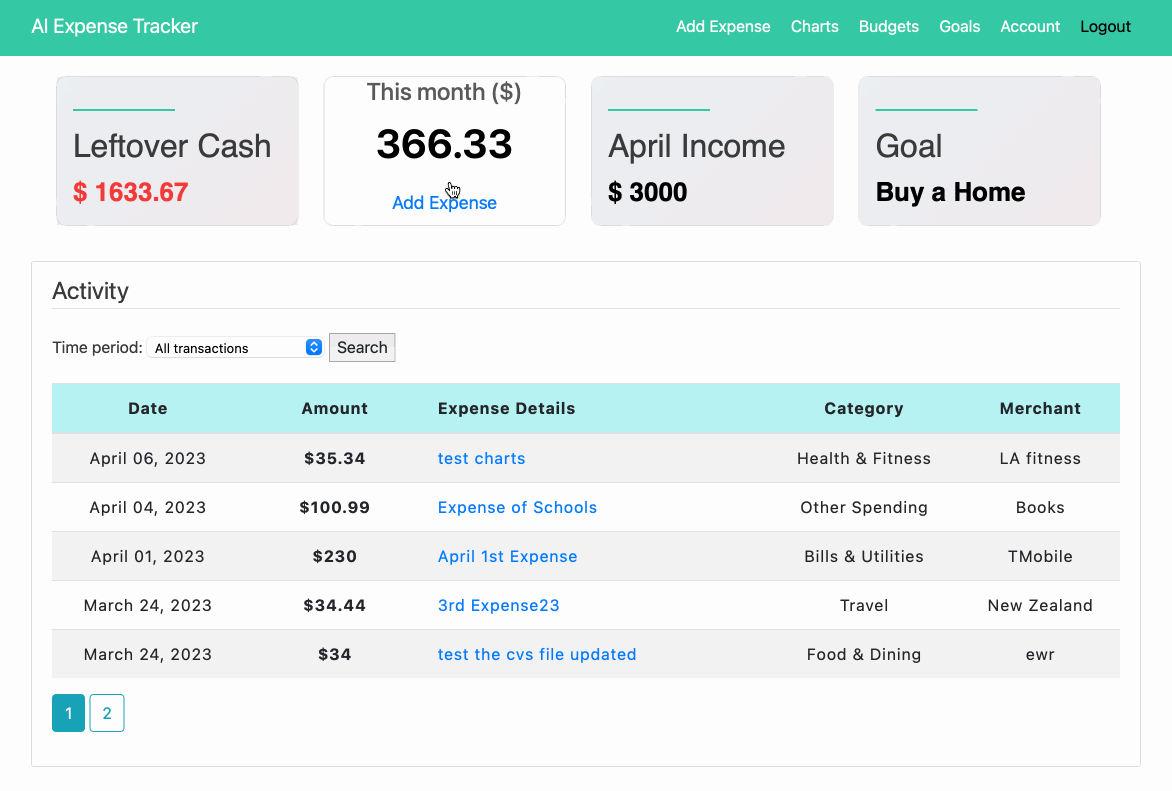 AI Expense Tracker Add Expense Charts Budgets Goals Account Logout
Leftover Cash
$ 1633.67
This month ($)
366.33
Add Expense
April Income
$ 3000
Goal
Buy a Home
Activity
Time period: All transactions Search
Date Amount Expense Details Category Merchant
April 06, 2023 $35.34 test charts Health & Fitness LA fitness
April 04, 2023 $100.99 Expense of Schools Other Spending Books
April 01, 2023 $230 April 1st Expense Bills & Utilities TMobile
March 24, 2023 $34.44 3rd Expense23 Travel New Zealand
March 24, 2023 $34 test the cvs file updated Food & Dining ewr
1 2